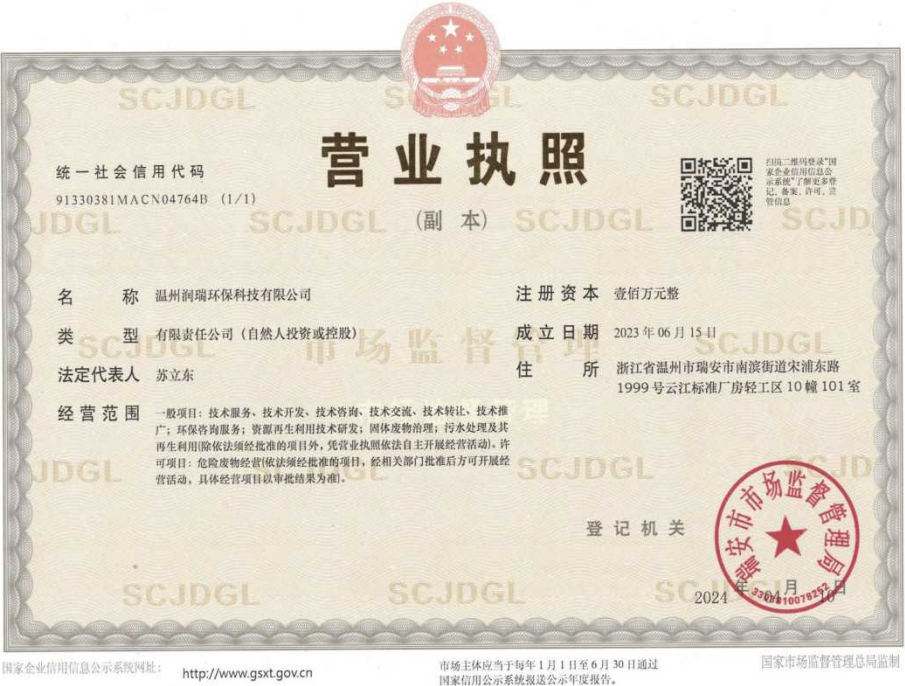 营业执照
(副 本)
统一社会信用代码
91330381MACN04764B (1/1)
扫描二维码登录"国
家企业信用信息公
示系统"了解更多登
记、备案、许可、监
管信息
名 称 温州润瑞环保科技有限公司
类 型 有限责任公司（自然人投资或控股）
法定代表人 苏立东
经营范围 一般项目：技术服务、技术开发、技术咨询、技术交流、技术转让、技术推
广；环保咨询服务；资源再生利用技术研发；固体废物治理；污水处理及其
再生利用(除依法须经批准的项目外，凭营业执照依法自主开展经营活动)。许
可项目：危险废物经营(依法须经批准的项目，经相关部门批准后方可开展经
营活动，具体经营项目以审批结果为准)。
注册资本 壹佰万元整
成立日期 2023年06月15日
住 所 浙江省温州市瑞安市南滨街道宋浦东路
1999号云江标准厂房轻工区10幢101室
登记机关
瑞安市市场监督管理局
2024年04月10日
国家企业信用信息公示系统网址：
http://www.gsxt.gov.cn
市场主体应当于每年1月1日至6月30日通过
国家信用公示系统报送公示年度报告。
国家市场监督管理总局监制
SCJDGL
市场监督管理